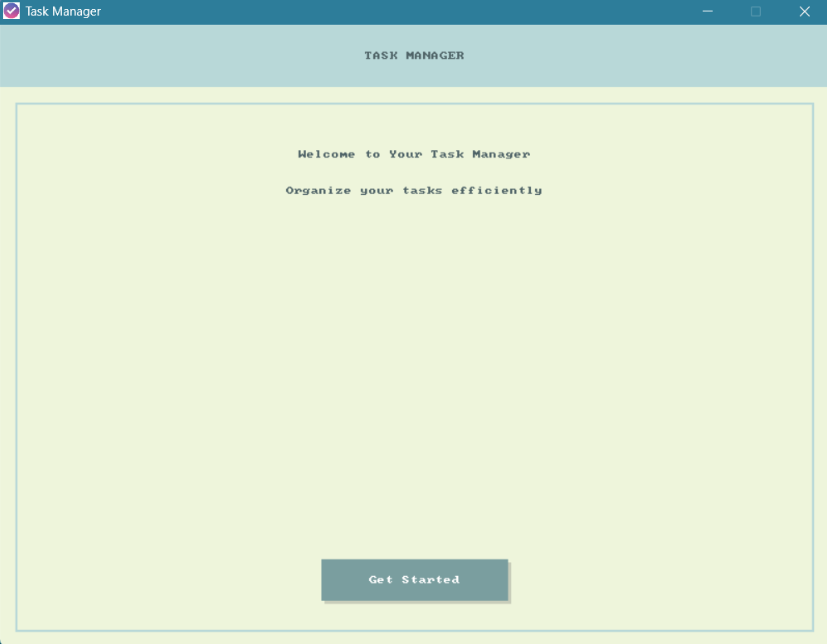 Task Manager
TASK MANAGER
Welcome to Your Task Manager
Organize your tasks efficiently
Get Started